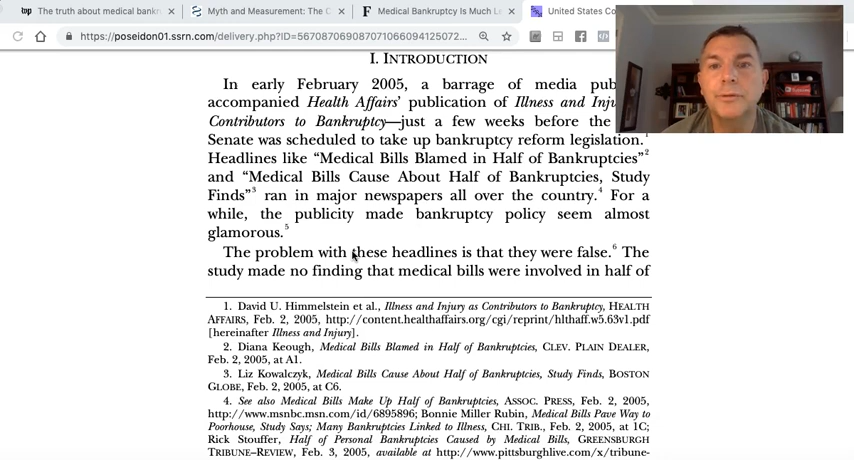 The truth about medical bankr
Myth and Measurement: The C
Medical Bankruptcy Is Much L
United States Co
https://poseidon01.ssrn.com/delivery.php?ID=567087069087071066094125072...
I. INTRODUCTION
In early February 2005, a barrage of media pub
accompanied Health Affairs' publication of Illness and Inju
Contributors to Bankruptcy—just a few weeks before the
Senate was scheduled to take up bankruptcy reform legislation.1
Headlines like “Medical Bills Blamed in Half of Bankruptcies”2
and “Medical Bills Cause About Half of Bankruptcies, Study
Finds”3 ran in major newspapers all over the country.4 For a
while, the publicity made bankruptcy policy seem almost
glamorous.5
The problem with these headlines is that they were false.6 The
study made no finding that medical bills were involved in half of
1. David U. Himmelstein et al., Illness and Injury as Contributors to Bankruptcy, HEALTH
AFFAIRS, Feb. 2, 2005, http://content.healthaffairs.org/cgi/reprint/hlthaff.w5.63v1.pdf
[hereinafter Illness and Injury].
2. Diana Keough, Medical Bills Blamed in Half of Bankruptcies, CLEV. PLAIN DEALER,
Feb. 2, 2005, at A1.
3. Liz Kowalczyk, Medical Bills Cause About Half of Bankruptcies, Study Finds, BOSTON
GLOBE, Feb. 2, 2005, at C6.
4. See also Medical Bills Make Up Half of Bankruptcies, ASSOC. PRESS, Feb. 2, 2005,
http://www.msnbc.msn.com/id/6895896; Bonnie Miller Rubin, Medical Bills Pave Way to
Poorhouse, Study Says; Many Bankruptcies Linked to Illness, CHI. TRIB., Feb. 2, 2005, at 1C;
Rick Stouffer, Half of Personal Bankruptcies Caused by Medical Bills, GREENSBURGH
TRIBUNE–REVIEW, Feb. 3, 2005, available at http://www.pittsburghlive.com/x/tribune-